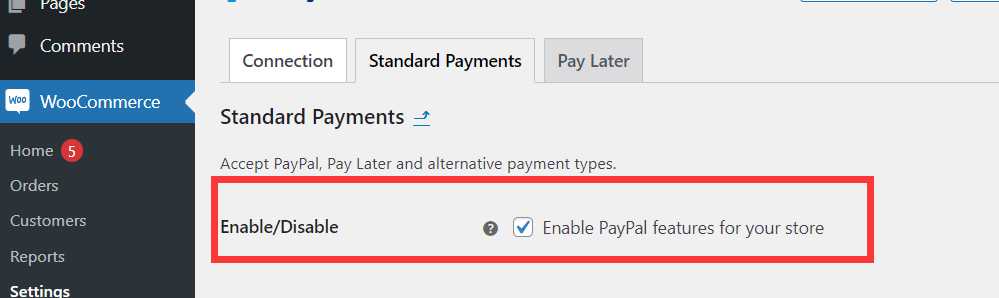 Pages
Comments
Woo
WooCommerce
Home 5
Orders
Customers
Reports
Settings
Connection
Standard Payments
Pay Later
Standard Payments
Accept PayPal, Pay Later and alternative payment types.
Enable/Disable
? Enable PayPal features for your store